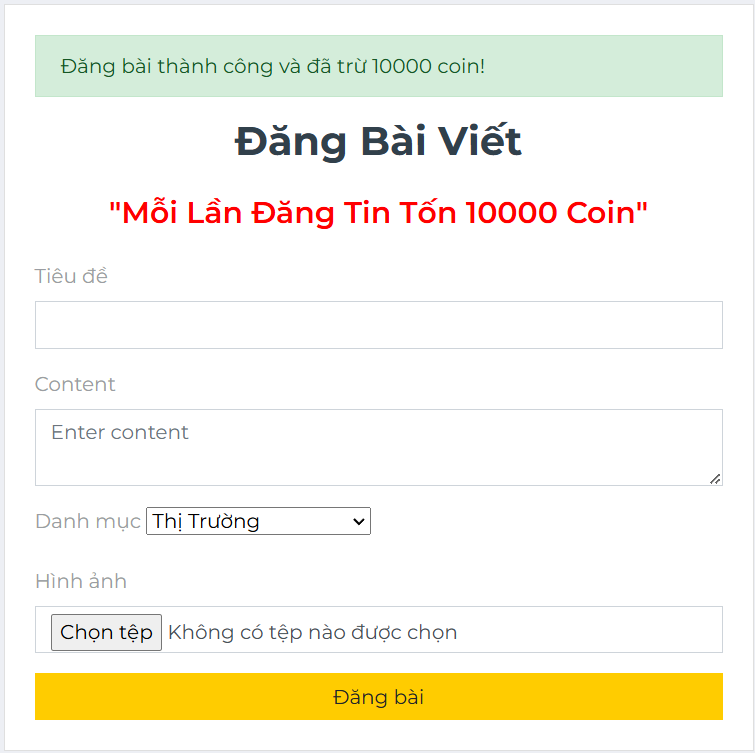 Đăng bài thành công và đã trừ 10000 coin!
Đăng Bài Viết
"Mỗi Lần Đăng Tin Tốn 10000 Coin"
Tiêu đề
Content
Enter content
Danh mục Thị Trường
Hình ảnh
Chọn tệp Không có tệp nào được chọn
Đăng bài